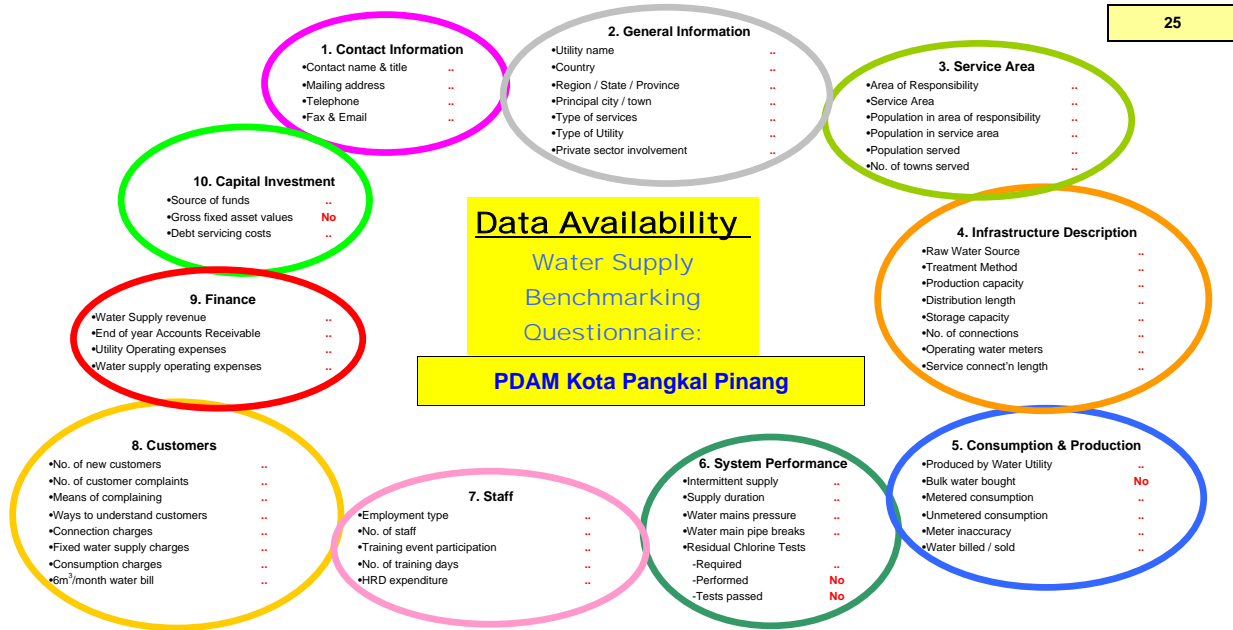 25
1. Contact Information
•Contact name & title ..
•Mailing address ..
•Telephone ..
•Fax & Email ..
2. General Information
•Utility name ..
•Country ..
•Region / State / Province ..
•Principal city / town ..
•Type of services ..
•Type of Utility ..
•Private sector involvement ..
3. Service Area
•Area of Responsibility ..
•Service Area ..
•Population in area of responsibility ..
•Population in service area ..
•Population served ..
•No. of towns served ..
10. Capital Investment
•Source of funds ..
•Gross fixed asset values No
•Debt servicing costs ..
Data Availability
Water Supply
Benchmarking
Questionnaire:
PDAM Kota Pangkal Pinang
4. Infrastructure Description
•Raw Water Source ..
•Treatment Method ..
•Production capacity ..
•Distribution length ..
•Storage capacity ..
•No. of connections ..
•Operating water meters ..
•Service connect'n length ..
9. Finance
•Water Supply revenue ..
•End of year Accounts Receivable ..
•Utility Operating expenses ..
•Water supply operating expenses ..
8. Customers
•No. of new customers ..
•No. of customer complaints ..
•Means of complaining ..
•Ways to understand customers ..
•Connection charges ..
•Fixed water supply charges ..
•Consumption charges ..
•6m³/month water bill ..
7. Staff
•Employment type ..
•No. of staff ..
•Training event participation ..
•No. of training days ..
•HRD expenditure ..
6. System Performance
•Intermittent supply ..
•Supply duration ..
•Water mains pressure ..
•Water main pipe breaks ..
•Residual Chlorine Tests
-Required ..
-Performed No
-Tests passed No
5. Consumption & Production
•Produced by Water Utility ..
•Bulk water bought No
•Metered consumption ..
•Unmetered consumption ..
•Meter inaccuracy ..
•Water billed / sold ..